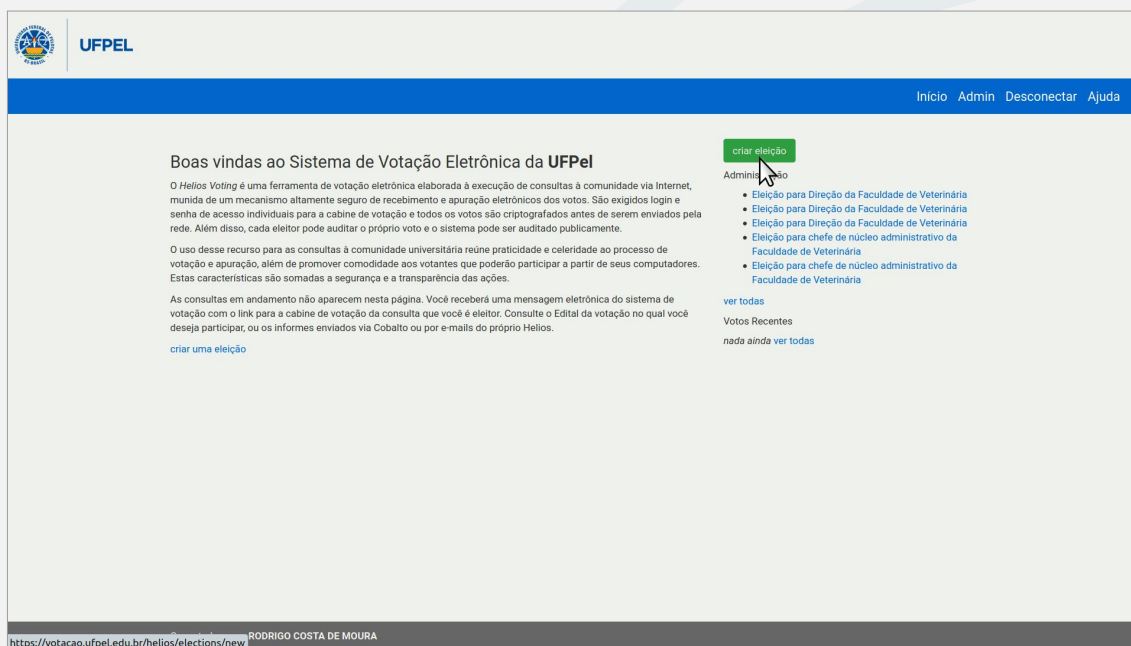 UFPEL
Início Admin Desconectar Ajuda
Boas vindas ao Sistema de Votação Eletrônica da UFPel
O Helios Voting é uma ferramenta de votação eletrônica elaborada à execução de consultas à comunidade via Internet,
munida de um mecanismo altamente seguro de recebimento e apuração eletrônicos dos votos. São exigidos login e
senha de acesso individuais para a cabine de votação e todos os votos são criptografados antes de serem enviados pela
rede. Além disso, cada eleitor pode auditar o próprio voto e o sistema pode ser auditado publicamente.
O uso desse recurso para as consultas à comunidade universitária reúne praticidade e celeridade ao processo de
votação e apuração, além de promover comodidade aos votantes que poderão participar a partir de seus computadores.
Estas características são somadas a segurança e a transparência das ações.
As consultas em andamento não aparecem nesta página. Você receberá uma mensagem eletrônica do sistema de
votação com o link para a cabine de votação da consulta que você é eleitor. Consulte o Edital da votação no qual você
deseja participar, ou os informes enviados via Cobalto ou por e-mails do próprio Helios.
criar uma eleição
criar eleição
• Eleição para Direção da Faculdade de Veterinária
• Eleição para Direção da Faculdade de Veterinária
• Eleição para Direção da Faculdade de Veterinária
• Eleição para chefe de núcleo administrativo da
Faculdade de Veterinária
• Eleição para chefe de núcleo administrativo da
Faculdade de Veterinária
ver todas
Votos Recentes
nada ainda ver todas
RODRIGO COSTA DE MOURA
https://votacao.ufpel.edu.br/helios/elections/new